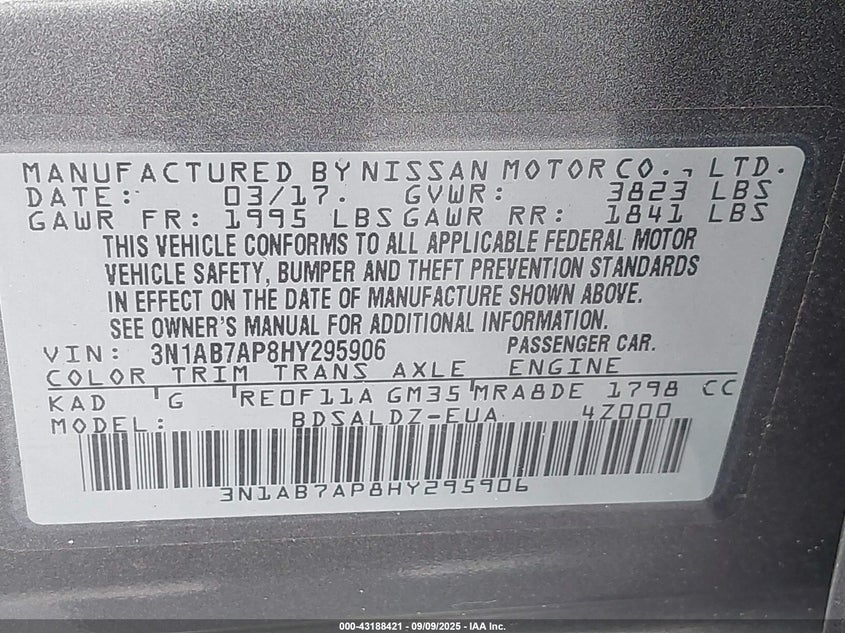 MANUFACTURED BY NISSAN MOTOR CO., LTD.
DATE: 03/17. GVWR: 3823 LBS
GAWR FR: 1995 LBS GAWR RR: 1841 LBS
THIS VEHICLE CONFORMS TO ALL APPLICABLE FEDERAL MOTOR
VEHICLE SAFETY, BUMPER AND THEFT PREVENTION STANDARDS
IN EFFECT ON THE DATE OF MANUFACTURE SHOWN ABOVE.
SEE OWNER'S MANUAL FOR ADDITIONAL INFORMATION.
VIN: 3N1AB7AP8HY295906 PASSENGER CAR.
COLOR TRIM TRANS AXLE ENGINE
KAD G RE0F11A GM35 MRA8DE 1798 CC
MODEL: BDSALDZ-EUA 4Z000
3N1AB7AP8HY295906
000-43188421 - 09/09/2025 - IAA Inc.